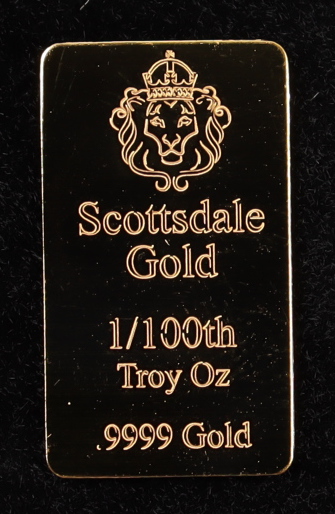 Scottsdale
Gold
1/100th
Troy Oz
.9999 Gold